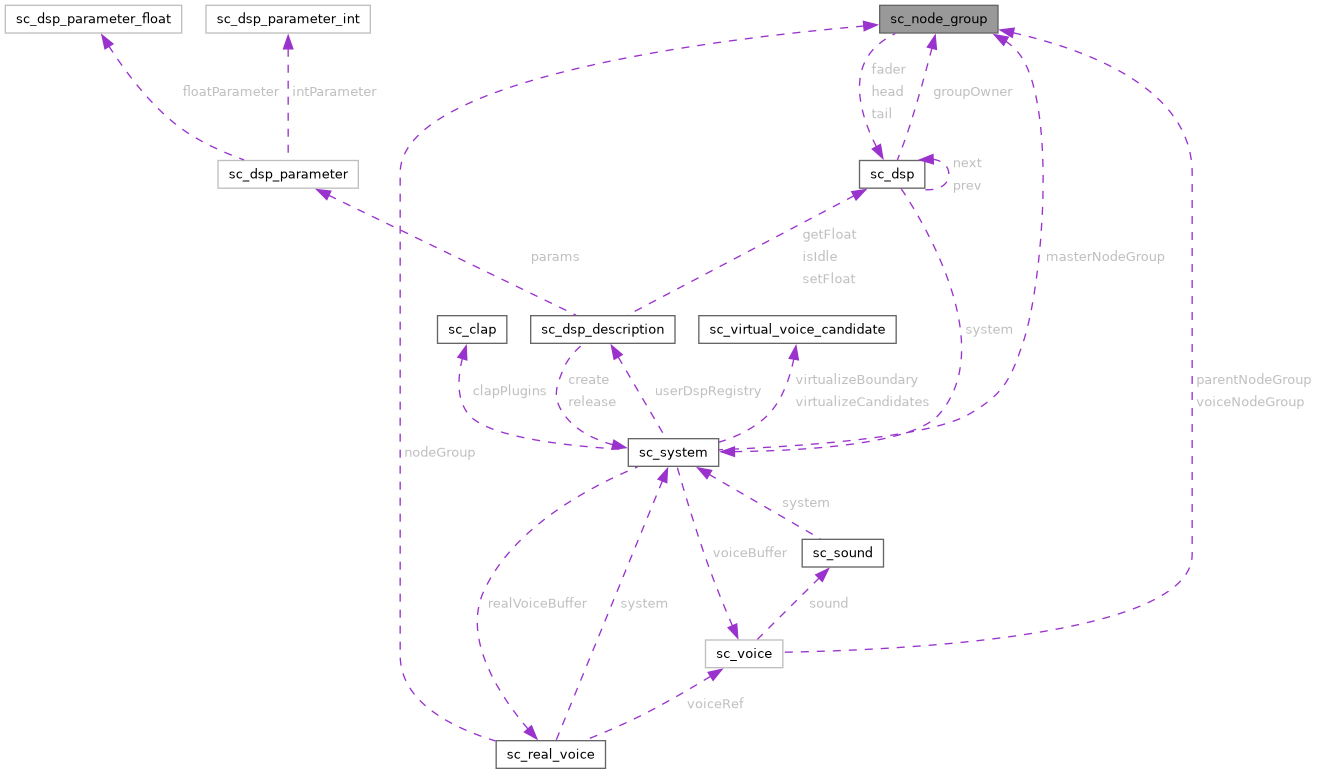 sc_dsp_parameter_float
sc_dsp_parameter_int
sc_node_group
fader
head
tail
floatParameter
intParameter
groupOwner
sc_dsp_parameter
sc_dsp
next
prev
getFloat
isIdle
setFloat
params
masterNodeGroup
sc_clap
sc_dsp_description
sc_virtual_voice_candidate
system
create
release
clapPlugins
userDspRegistry
virtualizeBoundary
virtualizeCandidates
parentNodeGroup
voiceNodeGroup
nodeGroup
sc_system
system
voiceBuffer
sc_sound
realVoiceBuffer
system
sound
sc_voice
voiceRef
sc_real_voice